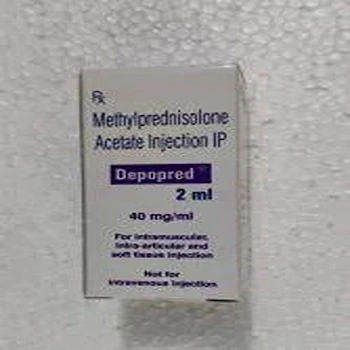 Rx
Methylprednisolone
Acetate Injection IP
Depopred®
2 ml
40 mg/ml
For intramuscular,
intra-articular and
soft tissue injection
Not for
intravenous injection